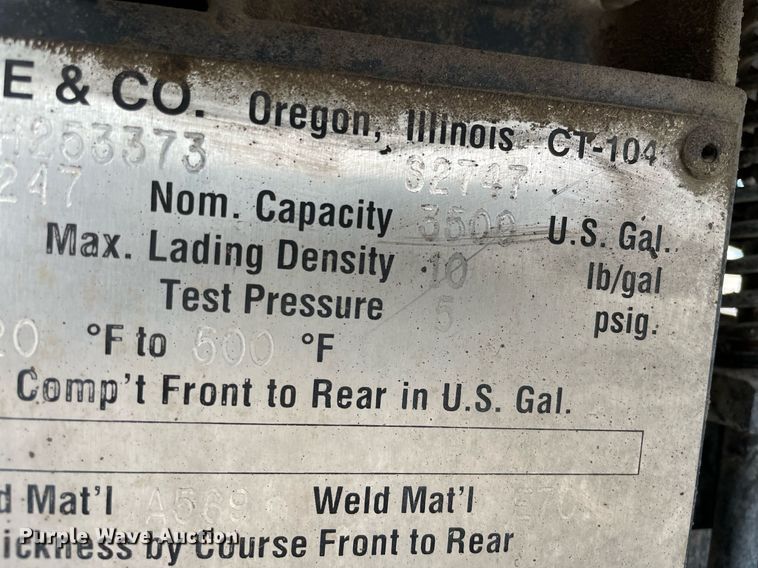 E & CO. Oregon, Illinois CT-104
253373 S2747
247 Nom. Capacity 3500 U.S. Gal.
Max. Lading Density 10 lb/gal
Test Pressure 5 psig.
20 °F to 500 °F
Comp't Front to Rear in U.S. Gal.
d Mat'l A569 Weld Mat'l E70
ickness by Course Front to Rear
Purple Wave Auction